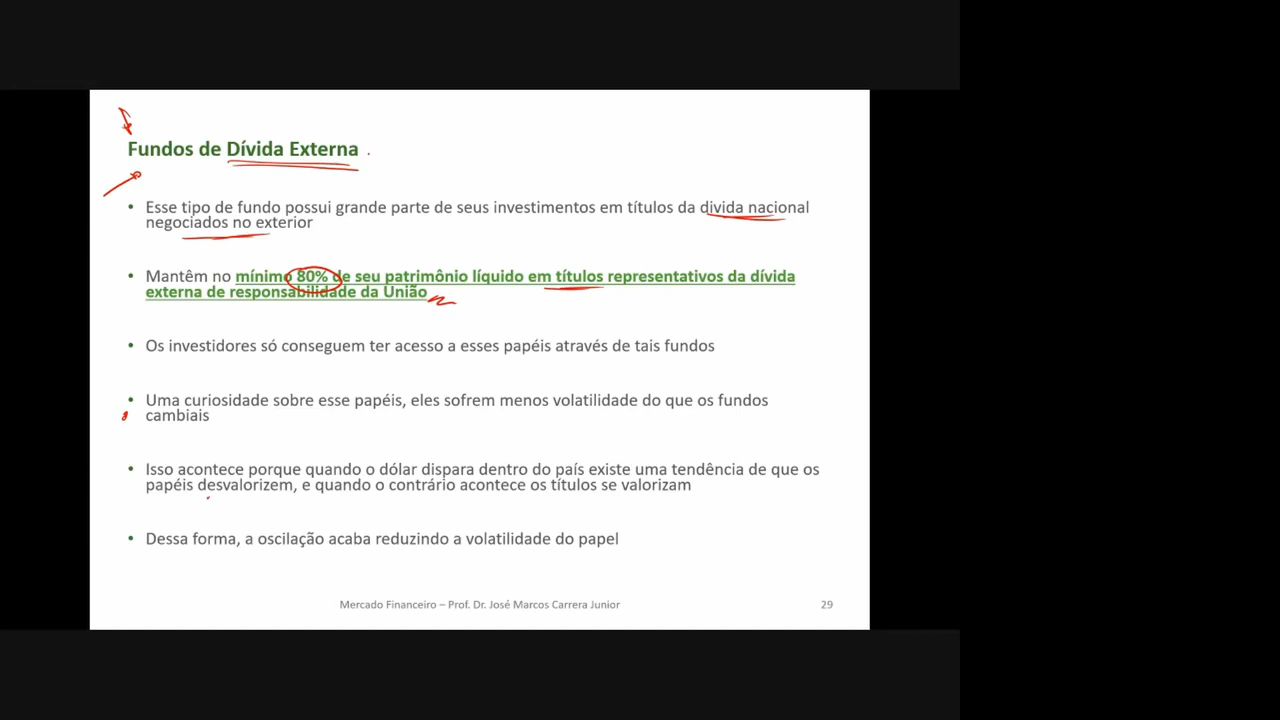 Fundos de Dívida Externa
• Esse tipo de fundo possui grande parte de seus investimentos em títulos da divida nacional
negociados no exterior
• Mantêm no mínimo 80% de seu patrimônio líquido em títulos representativos da dívida
externa de responsabilidade da União
• Os investidores só conseguem ter acesso a esses papéis através de tais fundos
• Uma curiosidade sobre esse papéis, eles sofrem menos volatilidade do que os fundos
cambiais
• Isso acontece porque quando o dólar dispara dentro do país existe uma tendência de que os
papéis desvalorizem, e quando o contrário acontece os títulos se valorizam
• Dessa forma, a oscilação acaba reduzindo a volatilidade do papel
Mercado Financeiro – Prof. Dr. José Marcos Carrera Junior
29